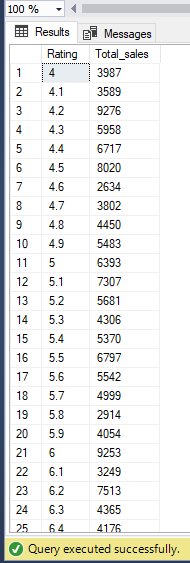 100 %
Results Messages
Rating Total_sales
1 4 3987
2 4.1 3589
3 4.2 9276
4 4.3 5958
5 4.4 6717
6 4.5 8020
7 4.6 2634
8 4.7 3802
9 4.8 4450
10 4.9 5483
11 5 6393
12 5.1 7307
13 5.2 5681
14 5.3 4306
15 5.4 5370
16 5.5 6797
17 5.6 5542
18 5.7 4999
19 5.8 2914
20 5.9 4054
21 6 9253
22 6.1 3249
23 6.2 7513
24 6.3 4365
25 6.4 4176
Query executed successfully.